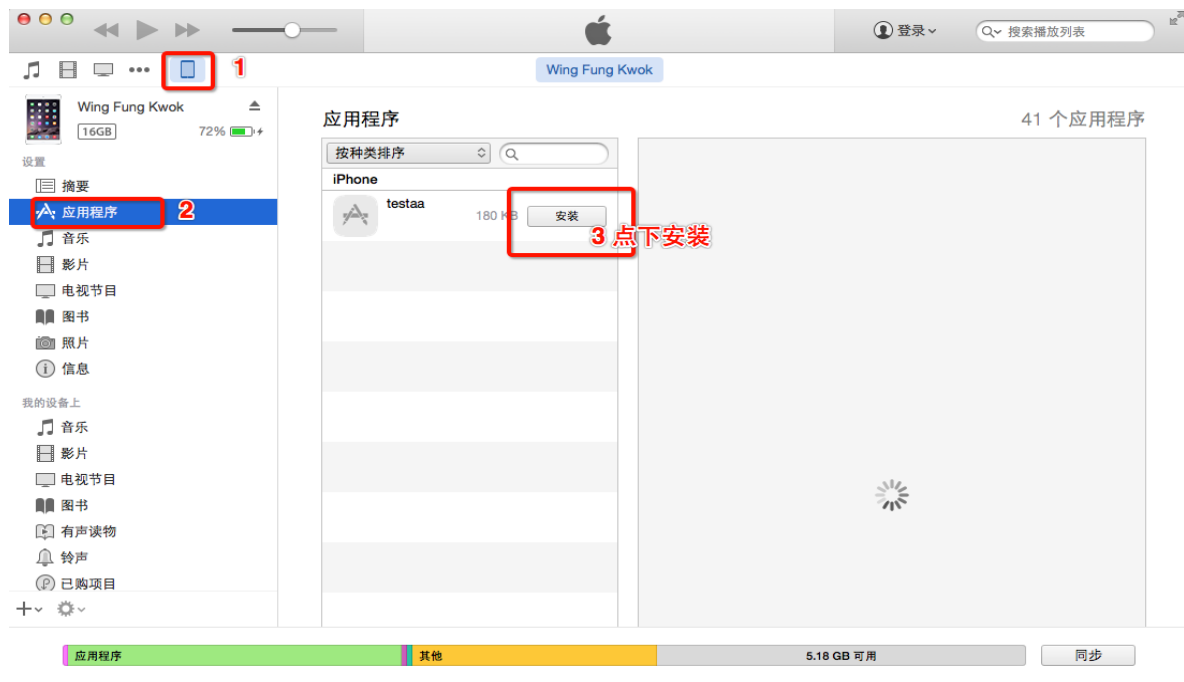 登录
搜索播放列表
1
Wing Fung Kwok
Wing Fung Kwok
16GB
72%
设置
摘要
应用程序
2
音乐
影片
电视节目
图书
照片
信息
我的设备上
音乐
影片
电视节目
图书
有声读物
铃声
已购项目
应用程序
41 个应用程序
按种类排序
iPhone
testaa
180 KB
安装
3 点下安装
应用程序
其他
5.18 GB 可用
同步